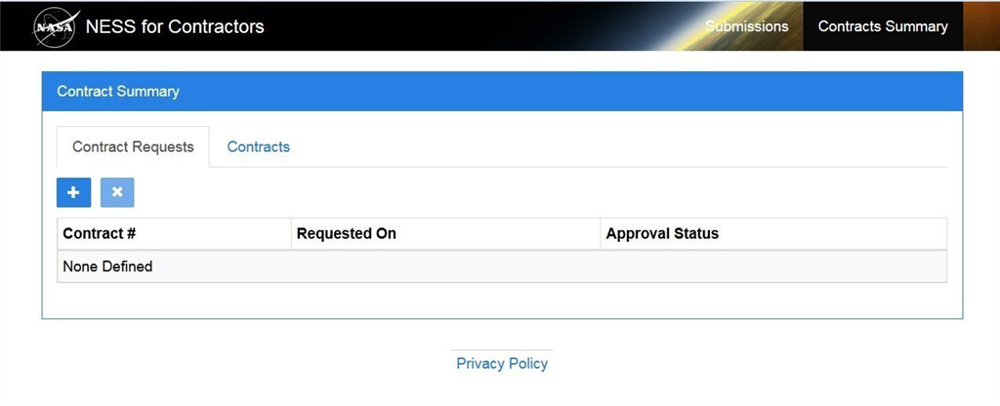 NASA NESS for Contractors Submissions Contracts Summary
Contract Summary
Contract Requests Contracts
Contract # Requested On Approval Status
None Defined
Privacy Policy